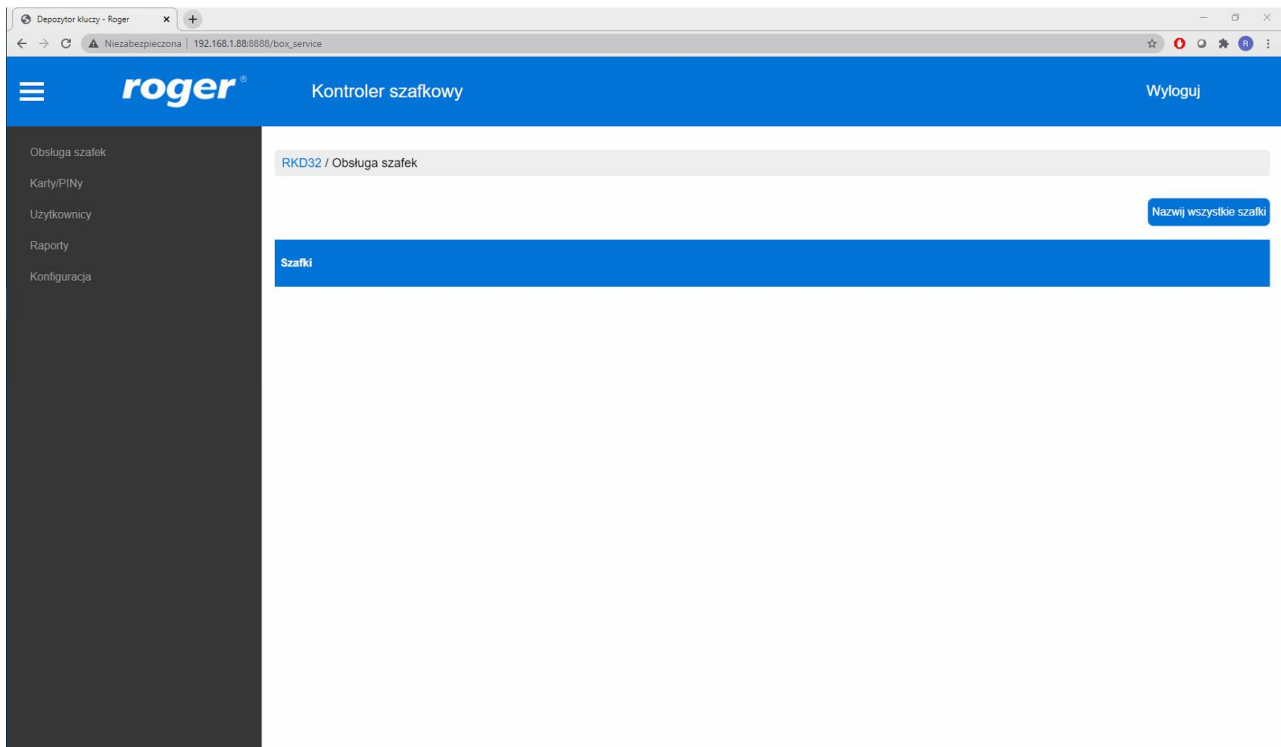 Depozytor kluczy - Roger
Niezabezpieczona | 192.168.1.88:8888/box_service
R
roger®
Kontroler szafkowy
Wyloguj
Obsługa szafek
Karty/PINy
Użytkownicy
Raporty
Konfiguracja
RKD32 / Obsługa szafek
Nazwij wszystkie szafki
Szafki